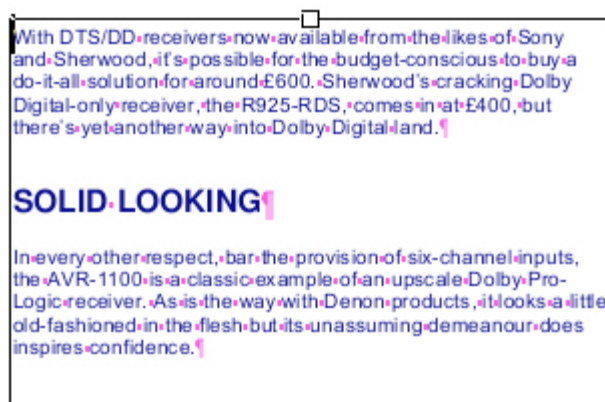 With DTS/DD receivers now available from the likes of Sony
and Sherwood, it's possible for the budget-conscious to buy a
do-it-all solution for around £600. Sherwood's cracking Dolby
Digital-only receiver, the R925-RDS, comes in at £400, but
there's yet another way into Dolby Digital land.¶
SOLID LOOKING¶
In every other respect, bar the provision of six-channel inputs,
the AVR-1100 is a classic example of an upscale Dolby Pro-
Logic receiver. As is the way with Denon products, it looks a little
old-fashioned in the flesh but its unassuming demeanour does
inspires confidence.¶